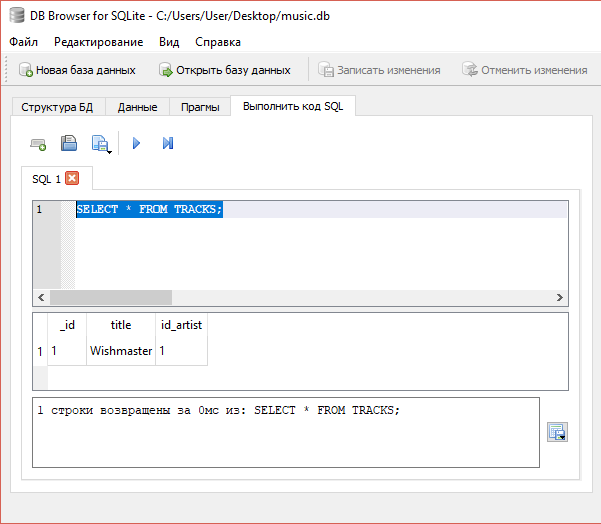 DB Browser for SQLite - C:/Users/User/Desktop/music.db
Файл Редактирование Вид Справка
Новая база данных Открыть базу данных Записать изменения Отменить изменения
Структура БД Данные Прагмы Выполнить код SQL
SQL 1
1 SELECT * FROM TRACKS;
_id title id_artist
1 1 Wishmaster 1
1 строки возвращены за 0мс из: SELECT * FROM TRACKS;